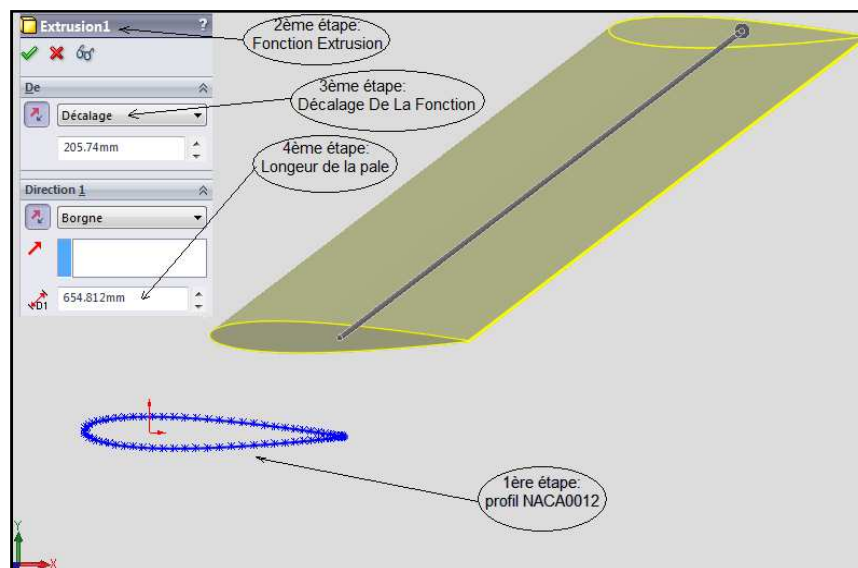 Extrusion1 ?
2ème étape:
Fonction Extrusion
De
Décalage
205.74mm
3ème étape:
Décalage De La Fonction
4ème étape:
Longeur de la pale
Direction 1
Borgne
D1
654.812mm
1ère étape:
profil NACA0012
Y
X